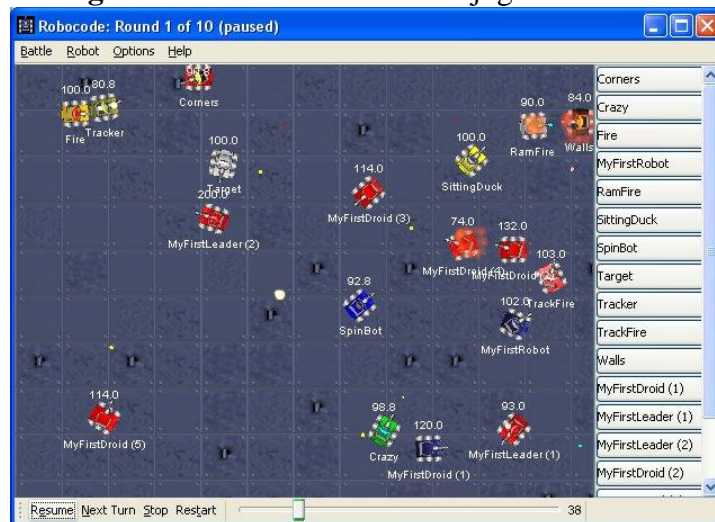 Robocode: Round 1 of 10 (paused)
Battle Robot Options Help
100.0 80.8
Fire Tracker
Corners
90.0 84.0
RamFire Walls
100.0
Target
100.0
SittingDuck
114.0
MyFirstDroid (3)
200.0
MyFirstLeader (2)
74.0 132.0
103.0
TrackFire
92.8
SpinBot
102.0
MyFirstRobot
114.0
MyFirstDroid (5)
98.8
Crazy
120.0
MyFirstDroid (1)
93.0
MyFirstLeader (1)
Corners
Crazy
Fire
MyFirstRobot
RamFire
SittingDuck
SpinBot
Target
Tracker
TrackFire
Walls
MyFirstDroid (1)
MyFirstLeader (1)
MyFirstLeader (2)
MyFirstDroid (2)
Resume Next Turn Stop Restart 38